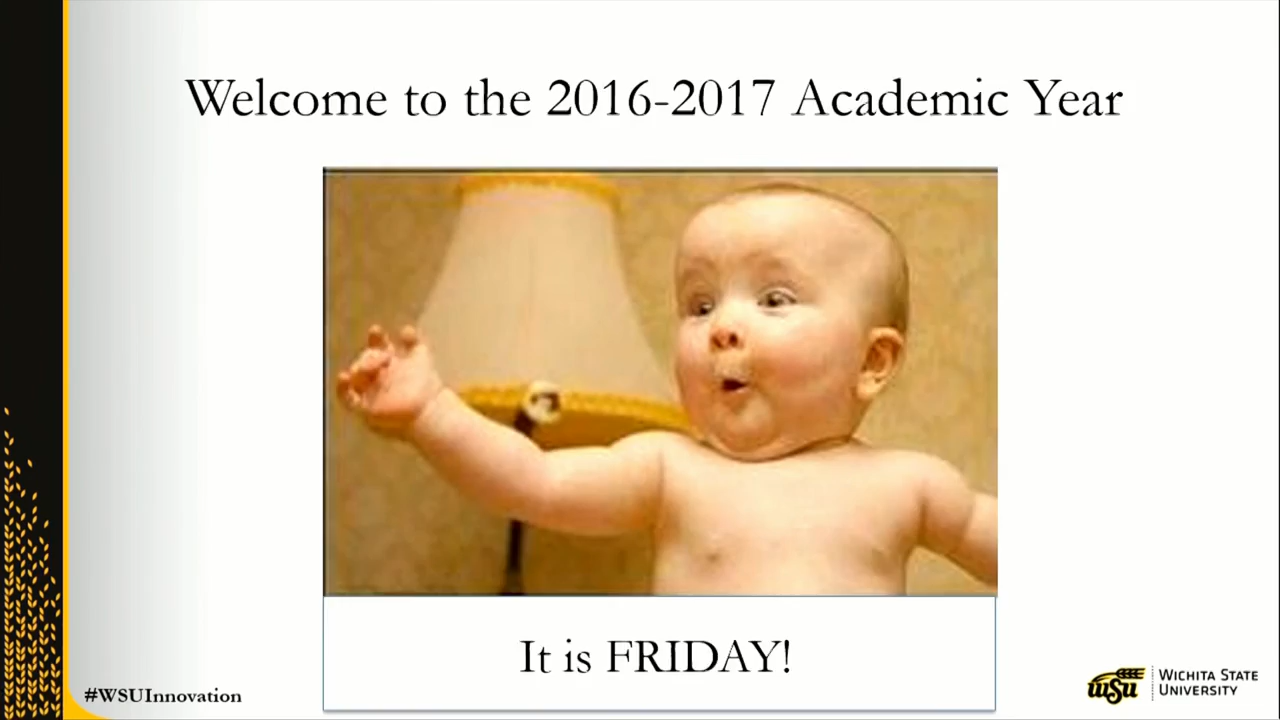 Welcome to the 2016-2017 Academic Year
It is FRIDAY!
#WSUInnovation
wsu
WICHITA STATE
UNIVERSITY